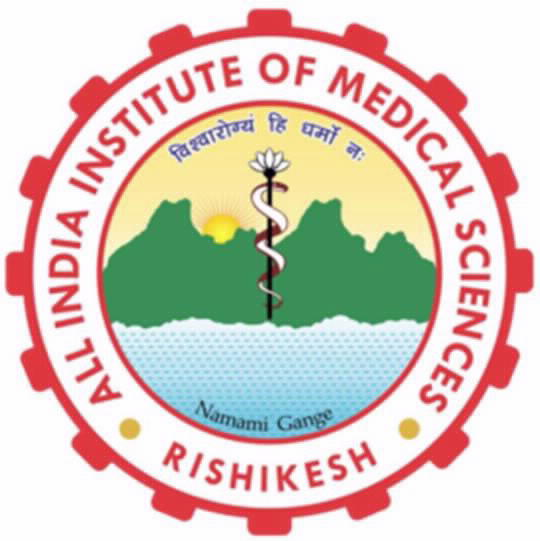 ALL INDIA INSTITUTE OF MEDICAL SCIENCES
विश्वारोग्यं हि धर्मो नः
Namami Gange
RISHIKESH